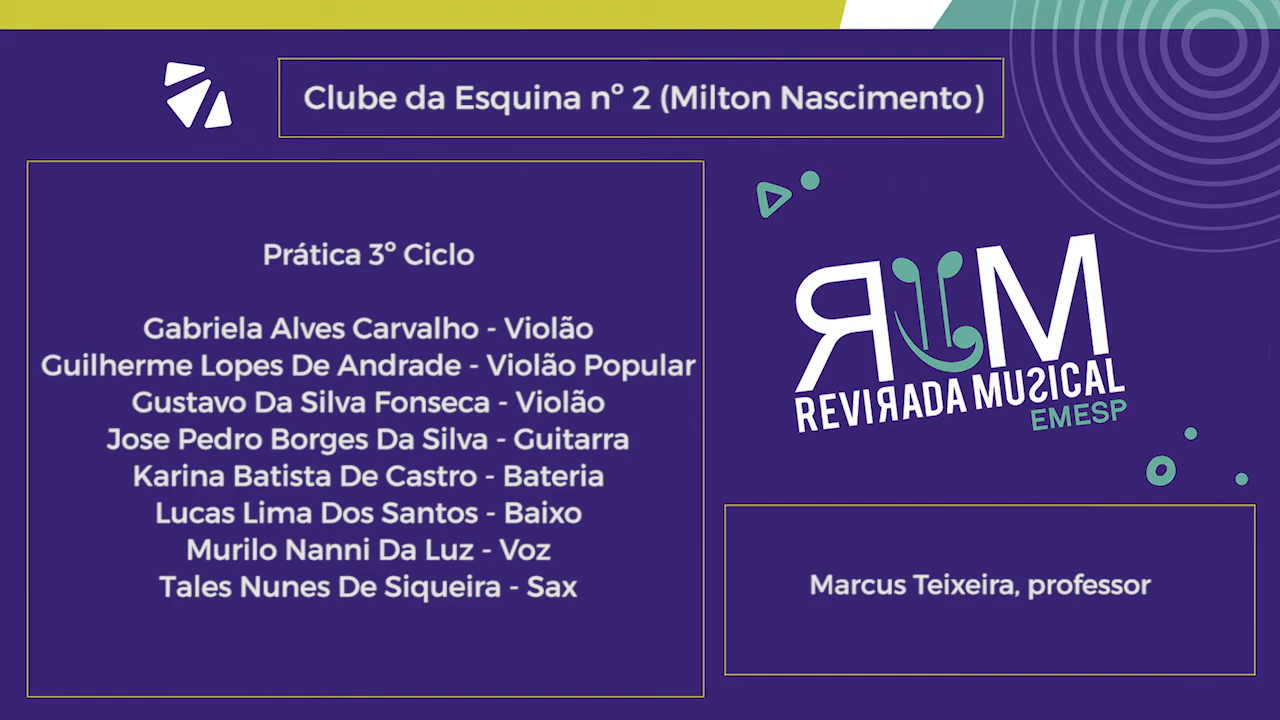 Clube da Esquina nº 2 (Milton Nascimento)
Prática 3º Ciclo
Gabriela Alves Carvalho - Violão
Guilherme Lopes De Andrade - Violão Popular
Gustavo Da Silva Fonseca - Violão
Jose Pedro Borges Da Silva - Guitarra
Karina Batista De Castro - Bateria
Lucas Lima Dos Santos - Baixo
Murilo Nanni Da Luz - Voz
Tales Nunes De Siqueira - Sax
RUM
REVIRADA MUSICAL
EMESP
Marcus Teixeira, professor